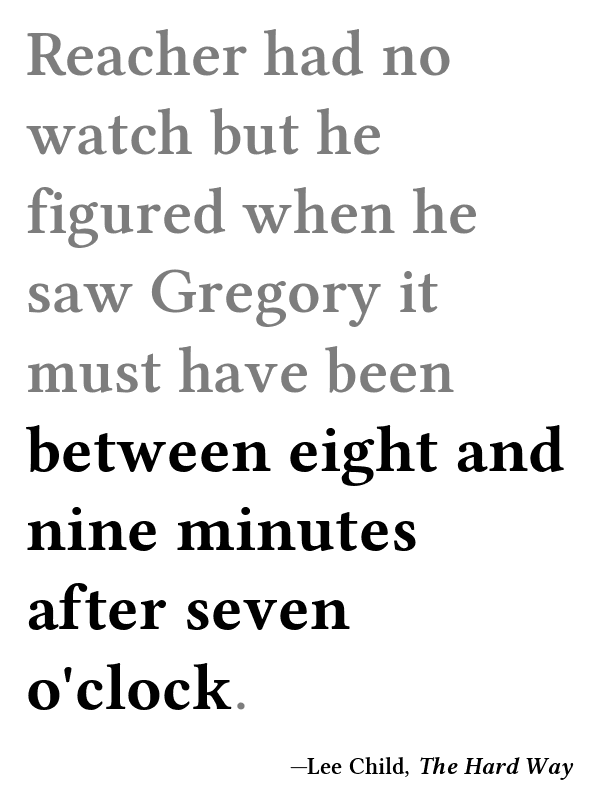 Reacher had no
watch but he
figured when he
saw Gregory it
must have been
between eight and
nine minutes
after seven
o'clock.
—Lee Child, The Hard Way